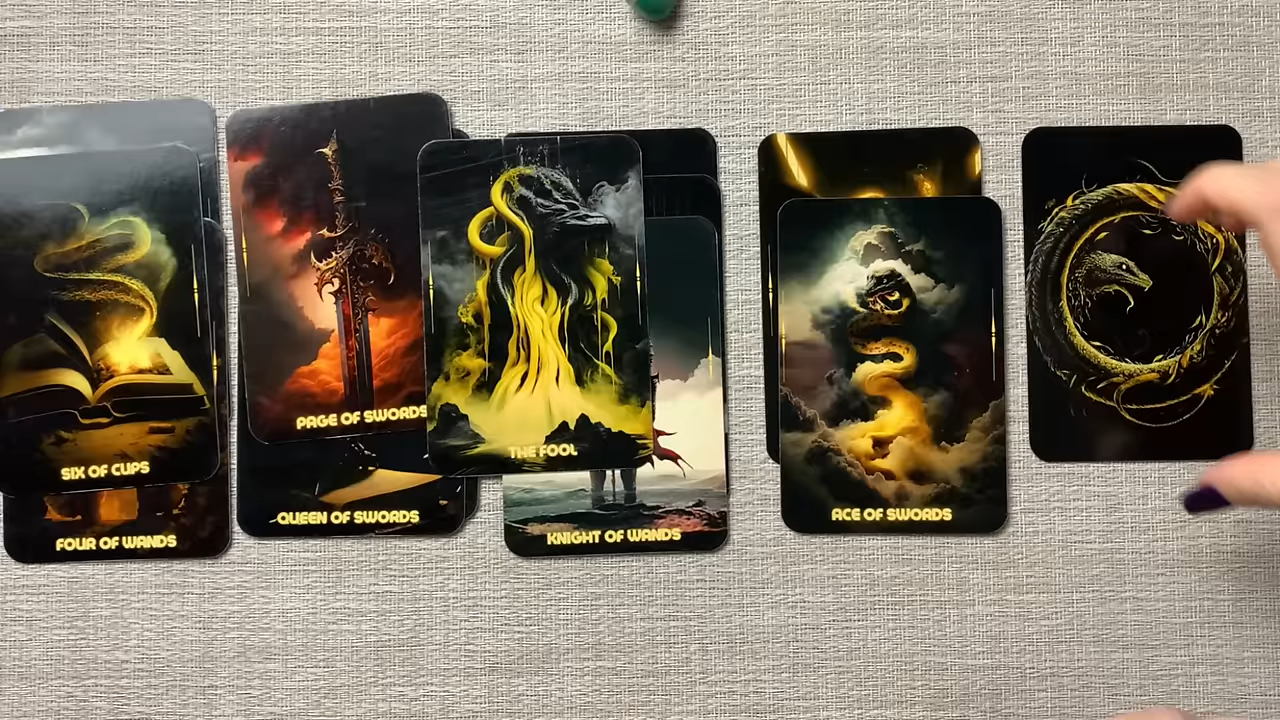 SIX OF CUPS
FOUR OF WANDS
PAGE OF SWORDS
QUEEN OF SWORDS
THE FOOL
KNIGHT OF WANDS
ACE OF SWORDS